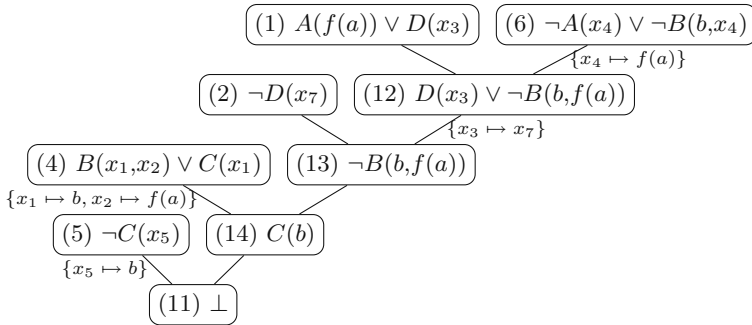 (1) A(f(a)) ∨ D(x₃) (6) ¬A(x₄) ∨ ¬B(b,x₄)
{x₄ ↦ f(a)}
(2) ¬D(x₇) (12) D(x₃) ∨ ¬B(b,f(a))
{x₃ ↦ x₇}
(4) B(x₁,x₂) ∨ C(x₁) (13) ¬B(b,f(a))
{x₁ ↦ b, x₂ ↦ f(a)}
(5) ¬C(x₅) (14) C(b)
{x₅ ↦ b}
(11) ⊥